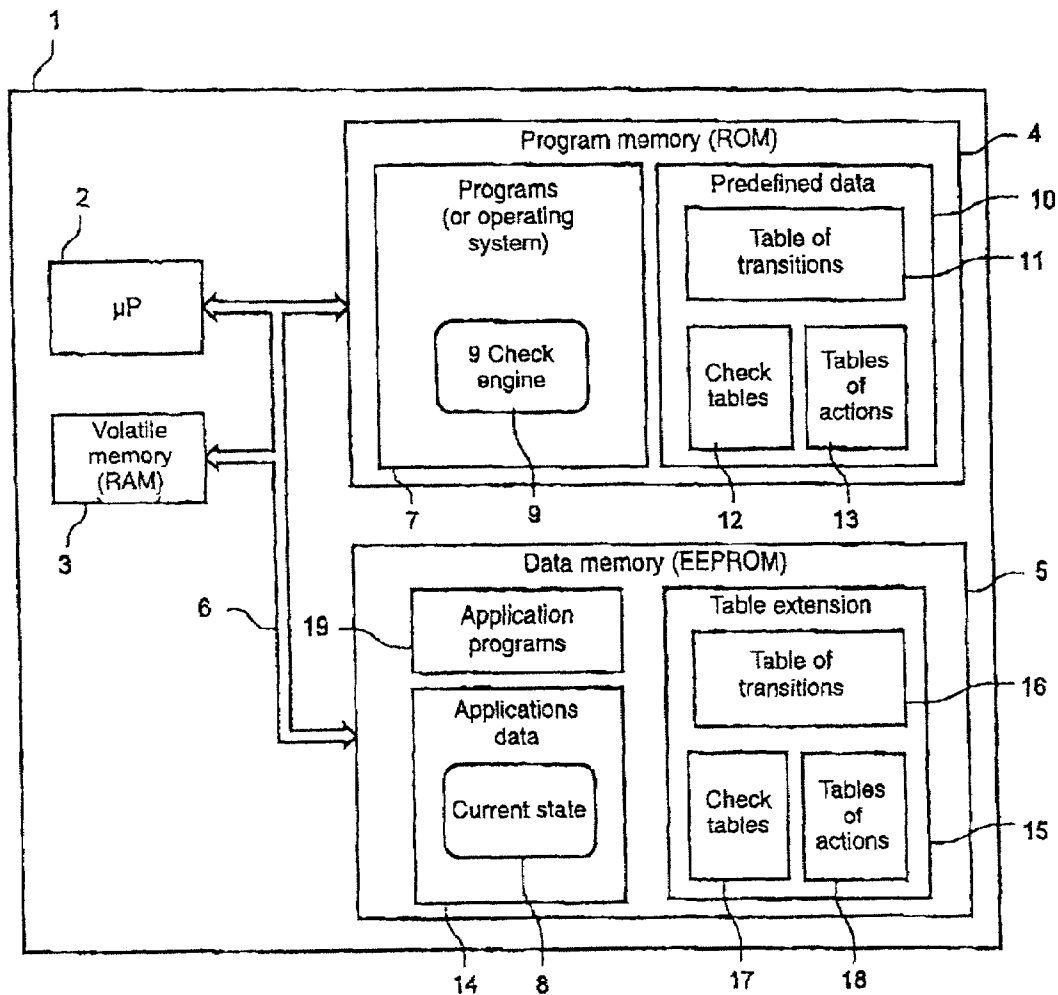 1
Program memory (ROM)
4
2
Programs
(or operating
system)
Predefined data
10
Table of
transitions
11
µP
9 Check
engine
Check
tables
Tables
of
actions
Volatile
memory
(RAM)
3
7
9
12
13
Data memory (EEPROM)
5
6
19
Application
programs
Table extension
Table of
transitions
16
Applications
data
Current state
Check
tables
Tables
of
actions
15
14
8
17
18